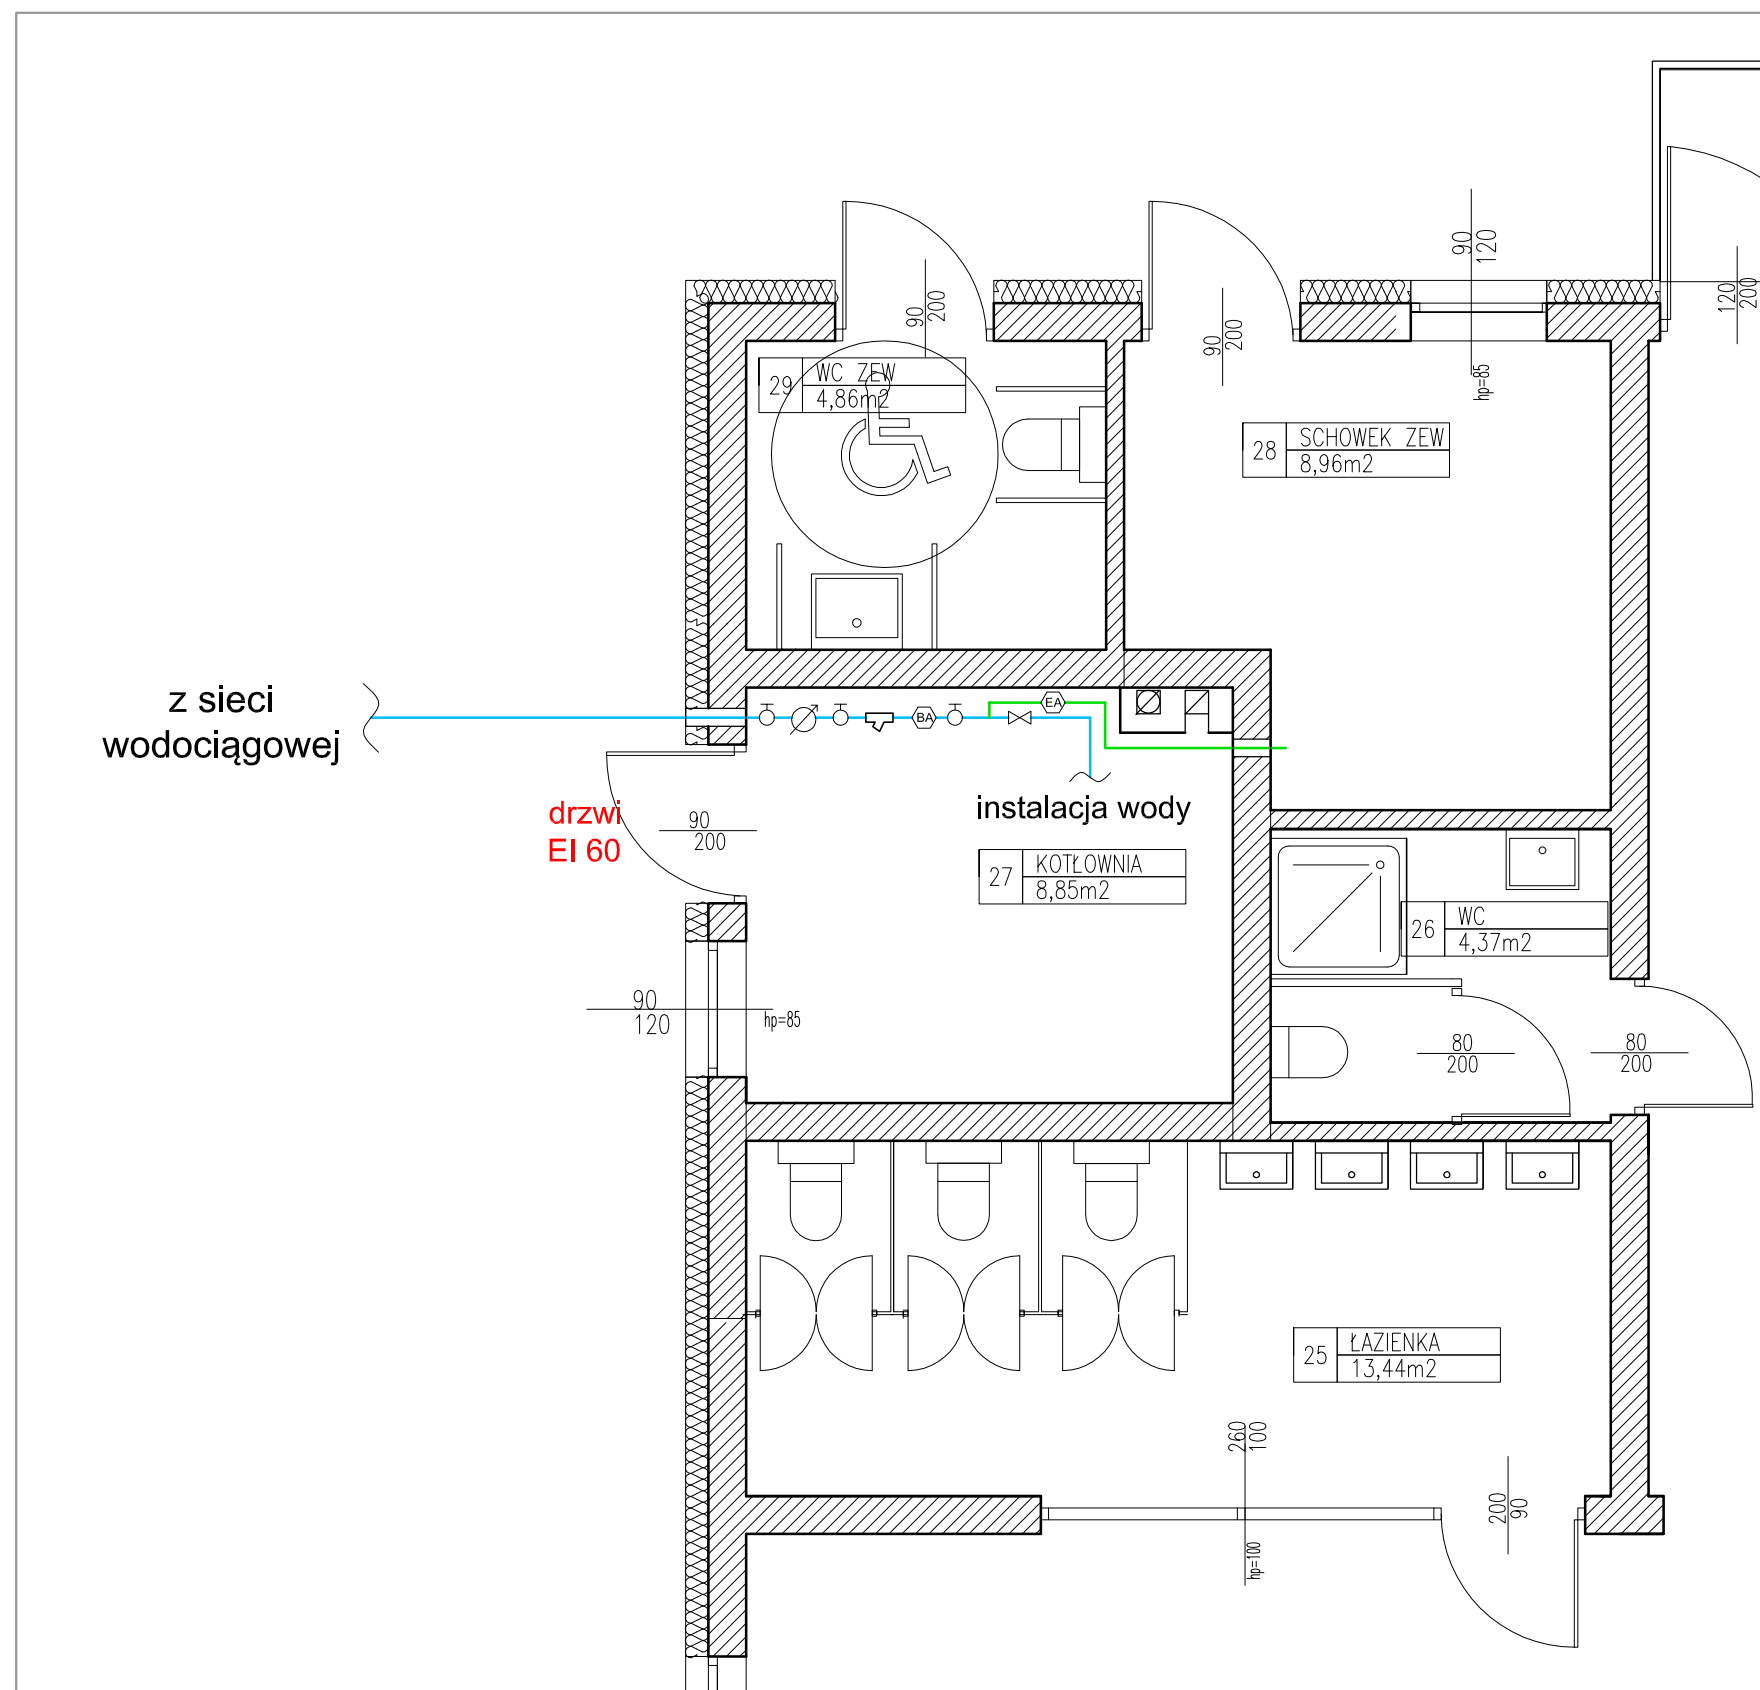 90
120
120
200
90
200
90
200
hp=85
29
WC ZEW
4,86m2
28
SCHOWEK ZEW
8,96m2
z sieci
wodociągowej
BA
EA
instalacja wody
drzwi
EI 60
90
200
27
KOTŁOWNIA
8,85m2
26
WC
4,37m2
90
120
hp=85
80
200
80
200
25
ŁAZIENKA
13,44m2
260
100
hp=100
200
90